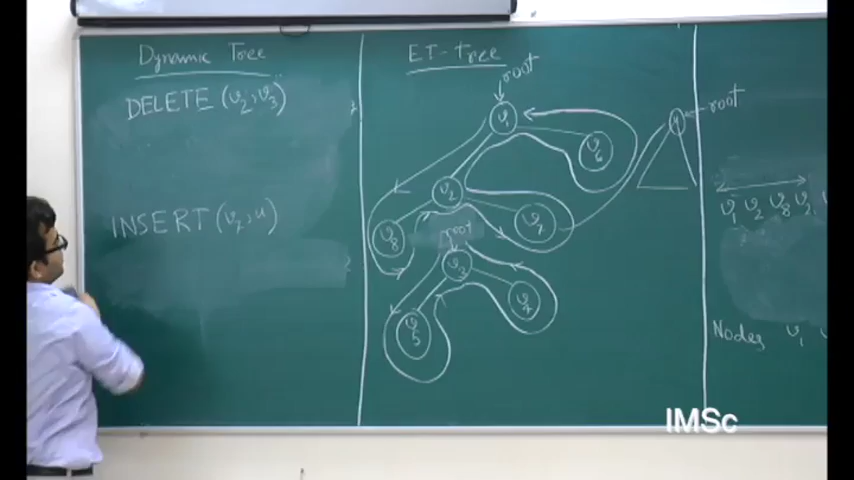 Dynamic Tree
DELETE (v2, v3)
INSERT (v7, u)
ET-tree
root
v1
v6
v2
v8
v7
root
v3
v5
v4
u
root
v1 v2 v8 v2
Nodes v1
IMSc